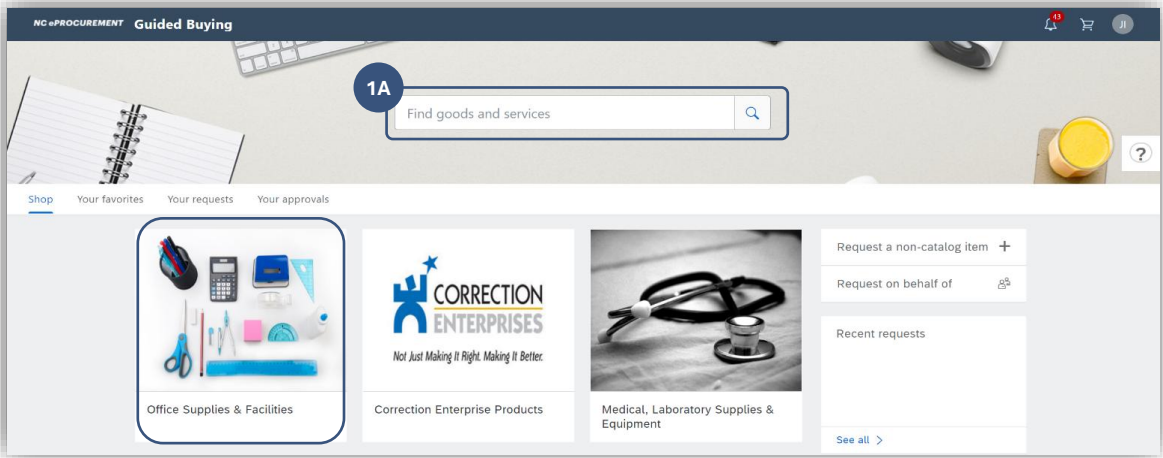 NC ePROCUREMENT Guided Buying
43
JI
1A
Find goods and services
?
Shop Your favorites Your requests Your approvals
CORRECTION
ENTERPRISES
Not Just Making It Right. Making It Better.
Office Supplies & Facilities
Correction Enterprise Products
Medical, Laboratory Supplies &
Equipment
Request a non-catalog item +
Request on behalf of
Recent requests
See all >